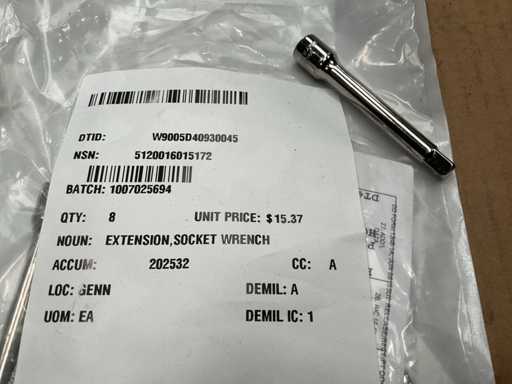 DTID: W9005D40930045
NSN: 5120016015172
BATCH: 1007025694
QTY: 8 UNIT PRICE: $15.37
NOUN: EXTENSION,SOCKET WRENCH
ACCUM: 202532 CC: A
LOC: GENN DEMIL: A
UOM: EA DEMIL IC: 1